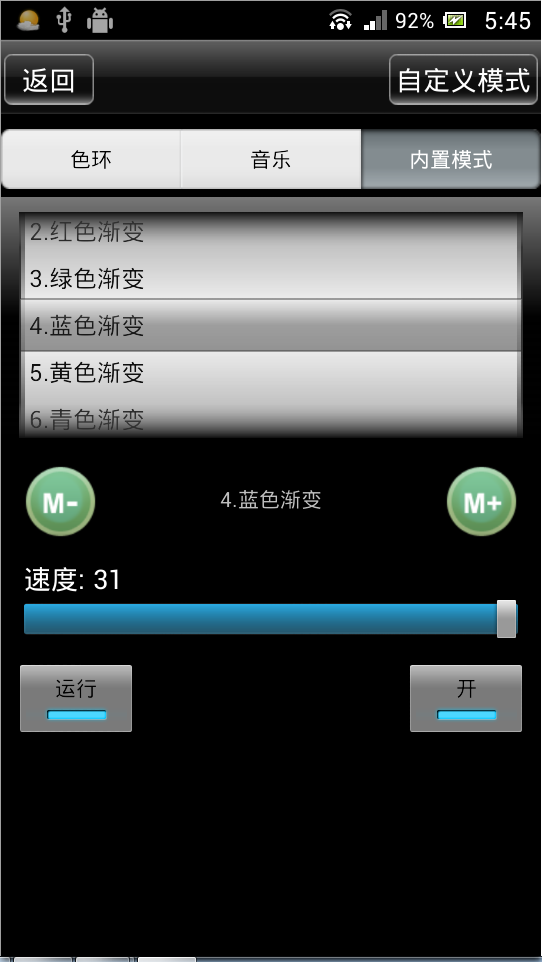 92% 5:45
返回 自定义模式
色环 音乐 内置模式
2.红色渐变
3.绿色渐变
4.蓝色渐变
5.黄色渐变
6.青色渐变
M- 4.蓝色渐变 M+
速度: 31
运行 开